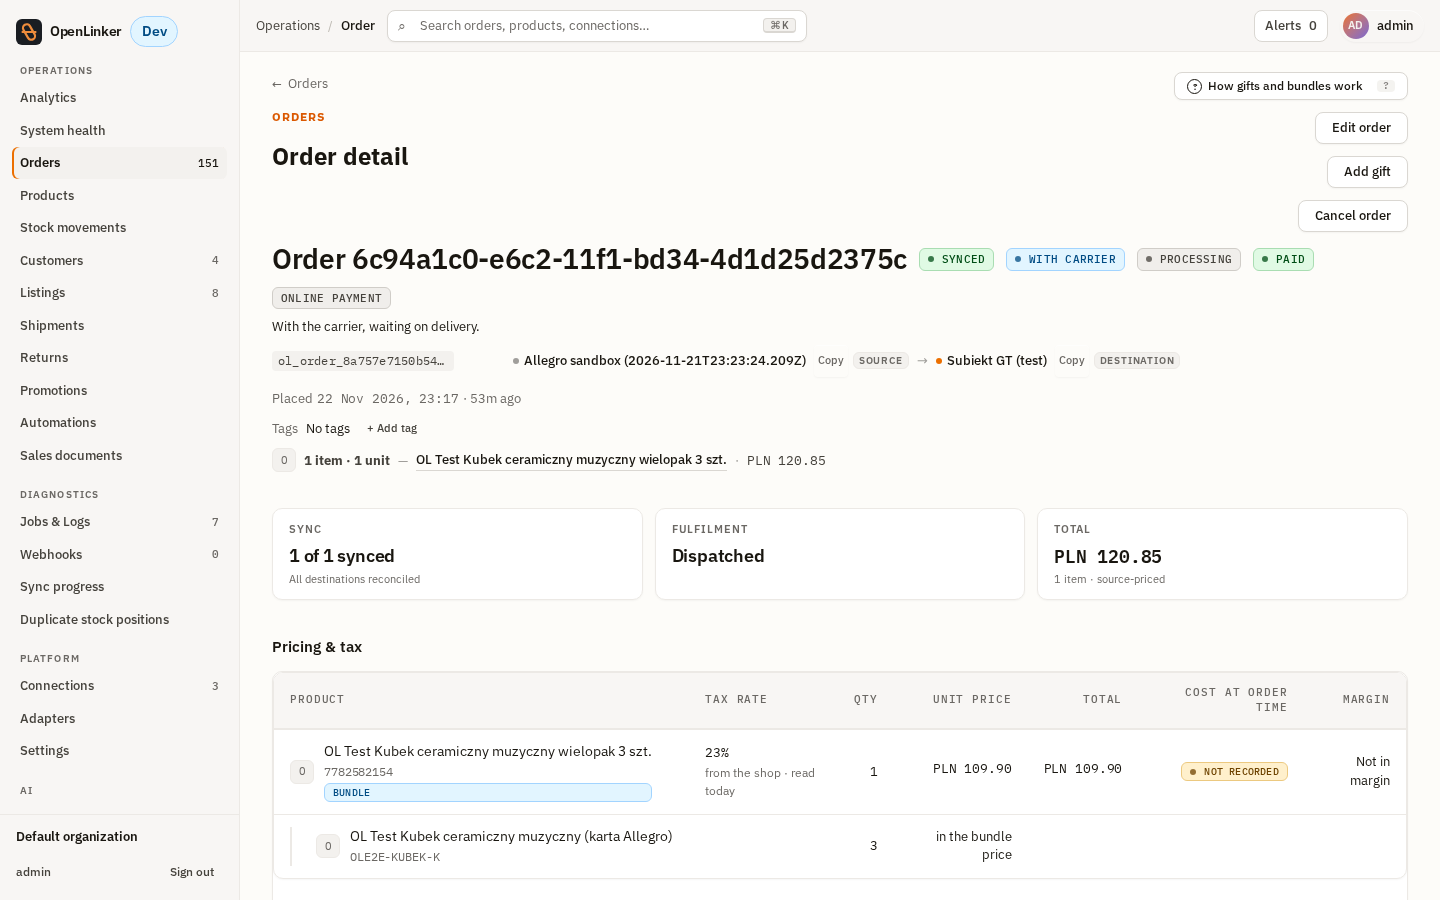 OpenLinker Dev
OPERATIONS
Analytics
System health
Orders 151
Products
Stock movements
Customers 4
Listings 8
Shipments
Returns
Promotions
Automations
Sales documents
DIAGNOSTICS
Jobs & Logs 7
Webhooks 0
Sync progress
Duplicate stock positions
PLATFORM
Connections 3
Adapters
Settings
AI
Default organization
admin Sign out
Operations / Order
Search orders, products, connections... ⌘K
Alerts 0
AD admin
← Orders
? How gifts and bundles work ?
ORDERS
Order detail
Edit order
Add gift
Cancel order
Order 6c94a1c0-e6c2-11f1-bd34-4d1d25d2375c SYNCED WITH CARRIER PROCESSING PAID
ONLINE PAYMENT
With the carrier, waiting on delivery.
ol_order_8a757e7150b54… Allegro sandbox (2026-11-21T23:23:24.209Z) Copy SOURCE → Subiekt GT (test) Copy DESTINATION
Placed 22 Nov 2026, 23:17 · 53m ago
Tags No tags + Add tag
O 1 item · 1 unit — OL Test Kubek ceramiczny muzyczny wielopak 3 szt. · PLN 120.85
SYNC
1 of 1 synced
All destinations reconciled
FULFILMENT
Dispatched
TOTAL
PLN 120.85
1 item · source-priced
Pricing & tax
PRODUCT TAX RATE QTY UNIT PRICE TOTAL COST AT ORDER TIME MARGIN
O OL Test Kubek ceramiczny muzyczny wielopak 3 szt.
7782582154
BUNDLE
23%
from the shop · read
today
1 PLN 109.90 PLN 109.90 NOT RECORDED
Not in
margin
O OL Test Kubek ceramiczny muzyczny (karta Allegro)
OLE2E-KUBEK-K
3
in the bundle
price